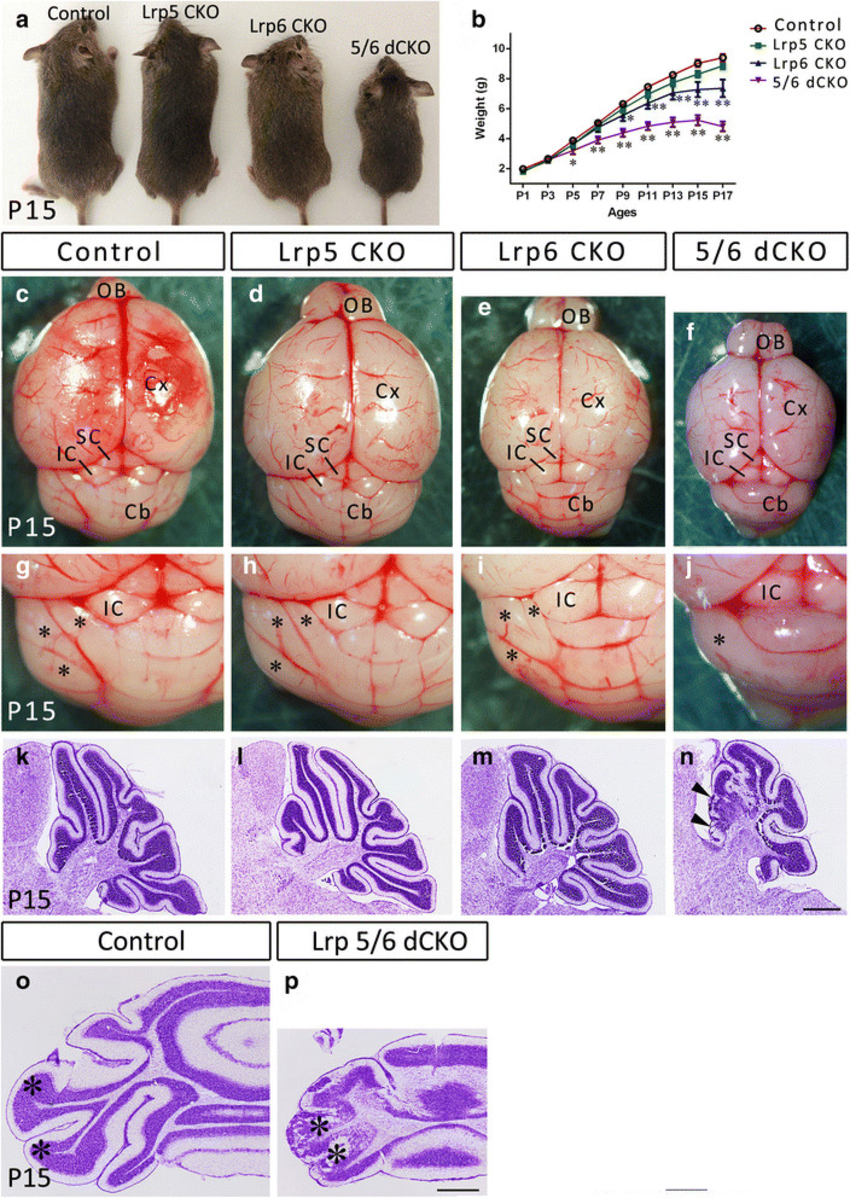 a
Control
Lrp5 CKO
Lrp6 CKO
5/6 dCKO
P15
b
Weight (g)
10
8
6
4
2
P1 P3 P5 P7 P9 P11 P13 P15 P17
Ages
* ** ** ** ** ** **
* ** ** ** **
Control
Lrp5 CKO
Lrp6 CKO
5/6 dCKO
Control Lrp5 CKO Lrp6 CKO 5/6 dCKO
c
OB
Cx
SC
IC
Cb
P15
d
OB
Cx
SC
IC
Cb
e
OB
Cx
SC
IC
Cb
f
OB
Cx
SC
IC
Cb
g
IC
* * *
P15
h
IC
* * *
i
IC
* * *
j
IC
*
k
P15
l
m
n
Control Lrp 5/6 dCKO
o
*
*
P15
p
*
*